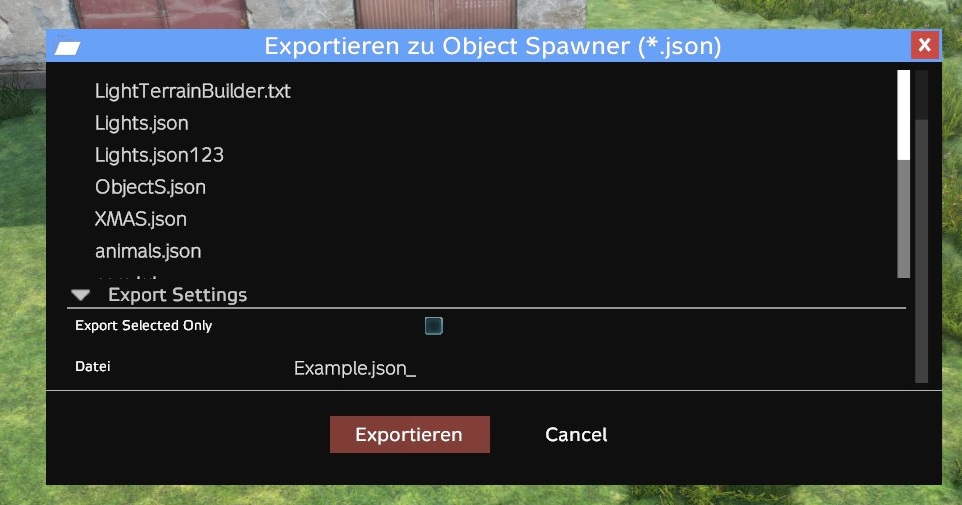 Exportieren zu Object Spawner (*.json)
LightTerrainBuilder.txt
Lights.json
Lights.json123
ObjectS.json
XMAS.json
animals.json
Export Settings
Export Selected Only
Datei Example.json_
Exportieren Cancel